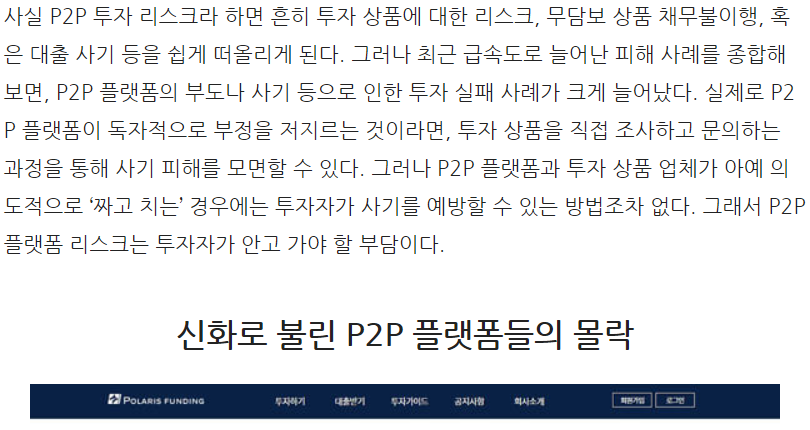 사실 P2P 투자 리스크라 하면 흔히 투자 상품에 대한 리스크, 무담보 상품 채무불이행, 혹
은 대출 사기 등을 쉽게 떠올리게 된다. 그러나 최근 급속도로 늘어난 피해 사례를 종합해
보면, P2P 플랫폼의 부도나 사기 등으로 인한 투자 실패 사례가 크게 늘어났다. 실제로 P2
P 플랫폼이 독자적으로 부정을 저지르는 것이라면, 투자 상품을 직접 조사하고 문의하는
과정을 통해 사기 피해를 모면할 수 있다. 그러나 P2P 플랫폼과 투자 상품 업체가 아예 의
도적으로 ‘짜고 치는’ 경우에는 투자자가 사기를 예방할 수 있는 방법조차 없다. 그래서 P2P
플랫폼 리스크는 투자자가 안고 가야 할 부담이다.
신화로 불린 P2P 플랫폼들의 몰락
POLARIS FUNDING 투자하기 대출받기 투자가이드 공지사항 회사소개 회원가입 로그인